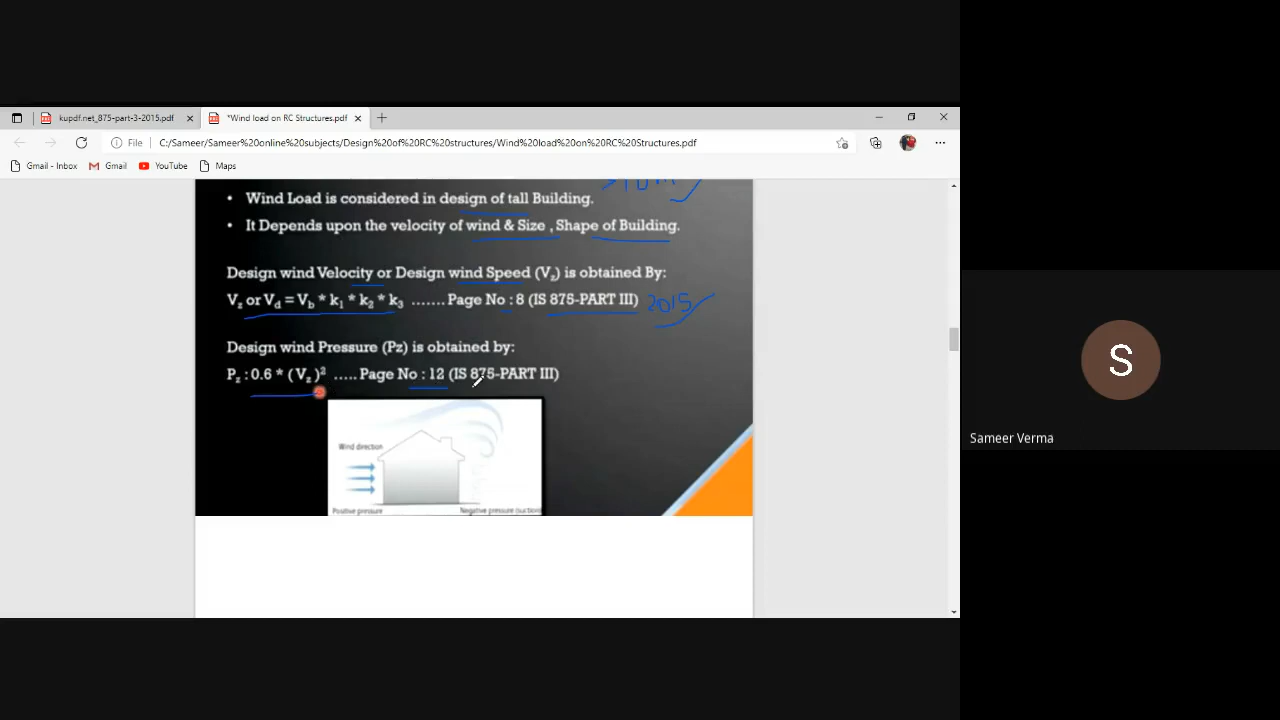 kupdf.net_875-part-3-2015.pdf
*Wind load on RC Structures.pdf
File
C:/Sameer/Sameer%20online%20subjects/Design%20of%20RC%20structures/Wind%20load%20on%20RC%20Structures.pdf
Gmail - Inbox
Gmail
YouTube
Maps
• Wind Load is considered in design of tall Building.
• It Depends upon the velocity of wind & Size , Shape of Building.
Design wind Velocity or Design wind Speed (Vz) is obtained By:
Vz or Vd = Vb * k1 * k2 * k3 ....... Page No : 8 (IS 875-PART III) 2015
Design wind Pressure (Pz) is obtained by:
Pz : 0.6 * ( Vz )² ..... Page No : 12 (IS 875-PART III)
Wind direction
Positive pressure
Negative pressure (suction)
S
Sameer Verma